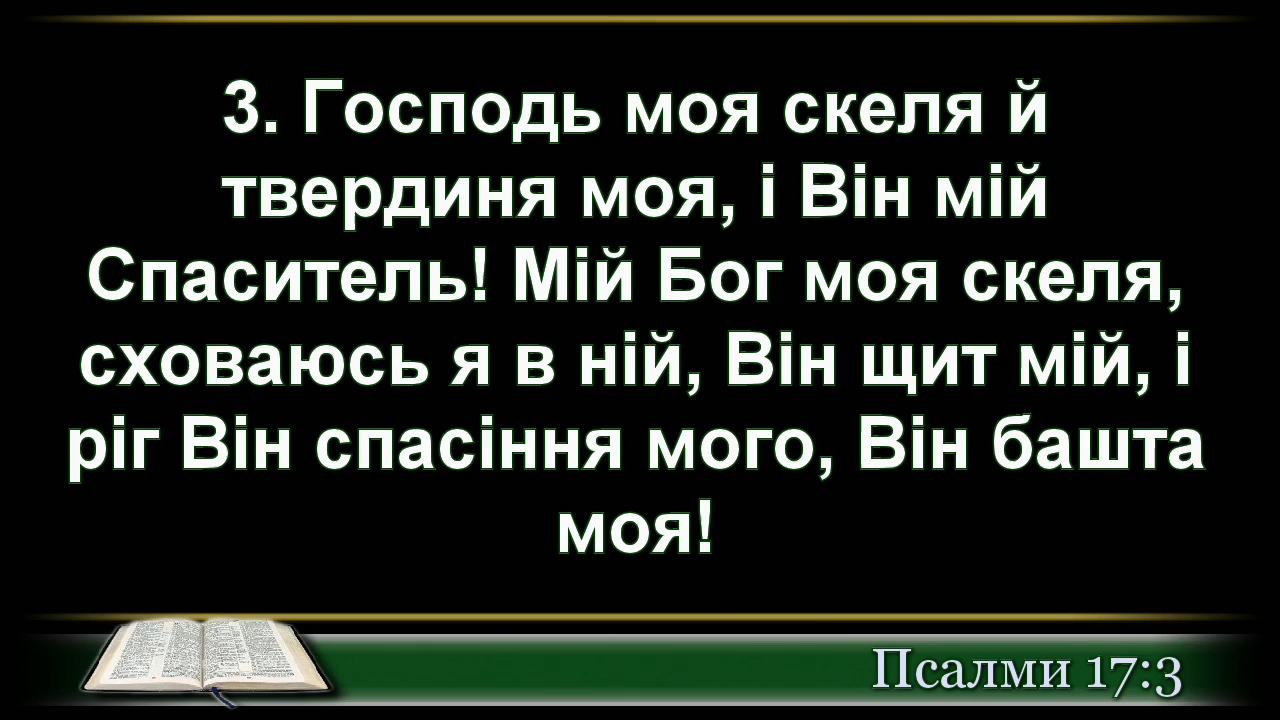 3. Господь моя скеля й
твердиня моя, і Він мій
Спаситель! Мій Бог моя скеля,
сховаюсь я в ній, Він щит мій, і
ріг Він спасіння мого, Він башта
моя!
Псалми 17:3